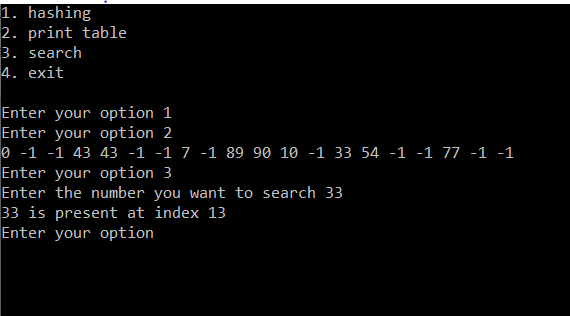 1. hashing
2. print table
3. search
4. exit
Enter your option 1
Enter your option 2
0 -1 -1 43 43 -1 -1 7 -1 89 90 10 -1 33 54 -1 -1 77 -1 -1
Enter your option 3
Enter the number you want to search 33
33 is present at index 13
Enter your option